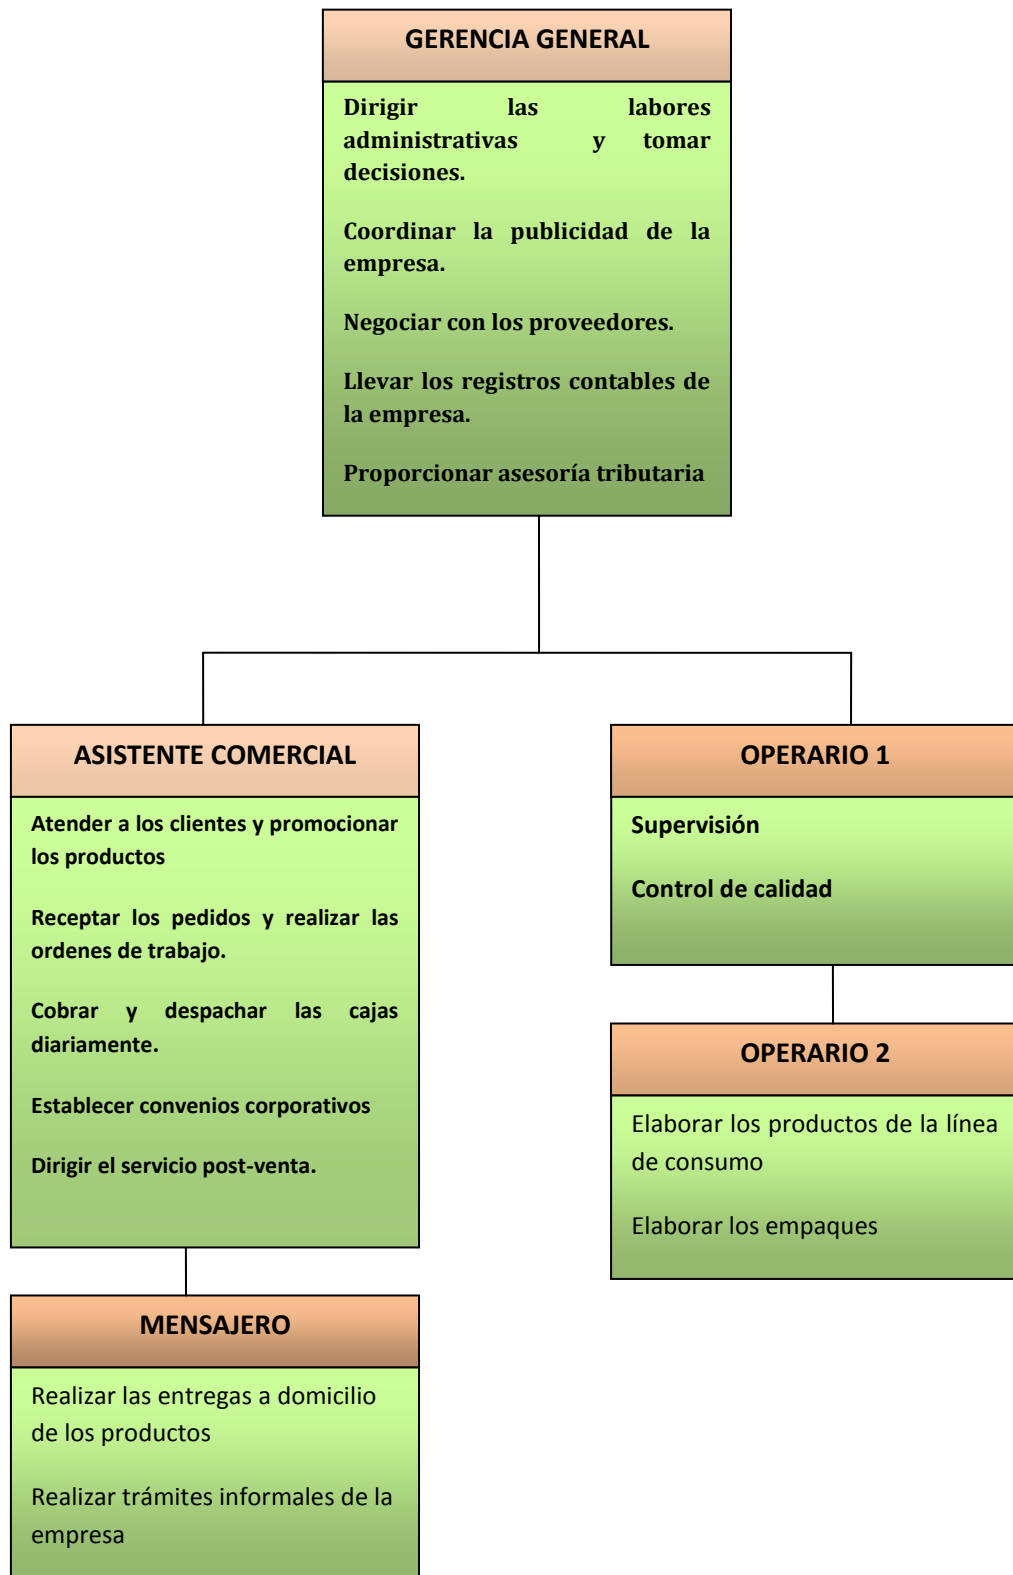 GERENCIA GENERAL
Dirigir las labores
administrativas y tomar
decisiones.
Coordinar la publicidad de la
empresa.
Negociar con los proveedores.
Llevar los registros contables de
la empresa.
Proporcionar asesoría tributaria
ASISTENTE COMERCIAL
Atender a los clientes y promocionar
los productos
Receptar los pedidos y realizar las
ordenes de trabajo.
Cobrar y despachar las cajas
diariamente.
Establecer convenios corporativos
Dirigir el servicio post-venta.
MENSAJERO
Realizar las entregas a domicilio
de los productos
Realizar trámites informales de la
empresa
OPERARIO 1
Supervisión
Control de calidad
OPERARIO 2
Elaborar los productos de la línea
de consumo
Elaborar los empaques